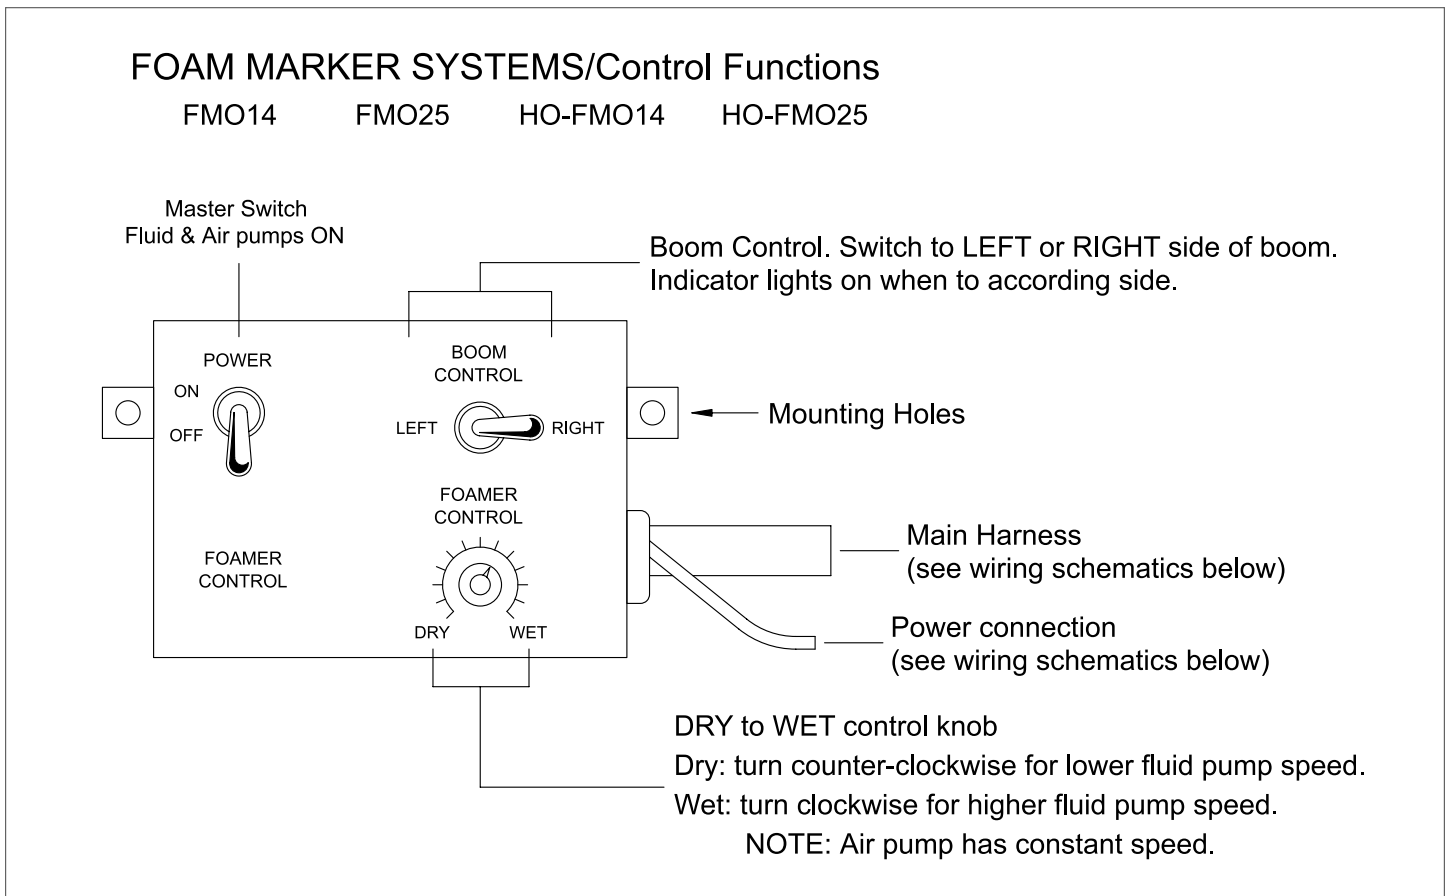 FOAM MARKER SYSTEMS/Control Functions
FMO14 FMO25 HO-FMO14 HO-FMO25
Master Switch
Fluid & Air pumps ON
Boom Control. Switch to LEFT or RIGHT side of boom.
Indicator lights on when to according side.
POWER
ON
OFF
BOOM
CONTROL
LEFT
RIGHT
Mounting Holes
FOAMER
CONTROL
FOAMER
CONTROL
DRY
WET
Main Harness
(see wiring schematics below)
Power connection
(see wiring schematics below)
DRY to WET control knob
Dry: turn counter-clockwise for lower fluid pump speed.
Wet: turn clockwise for higher fluid pump speed.
NOTE: Air pump has constant speed.